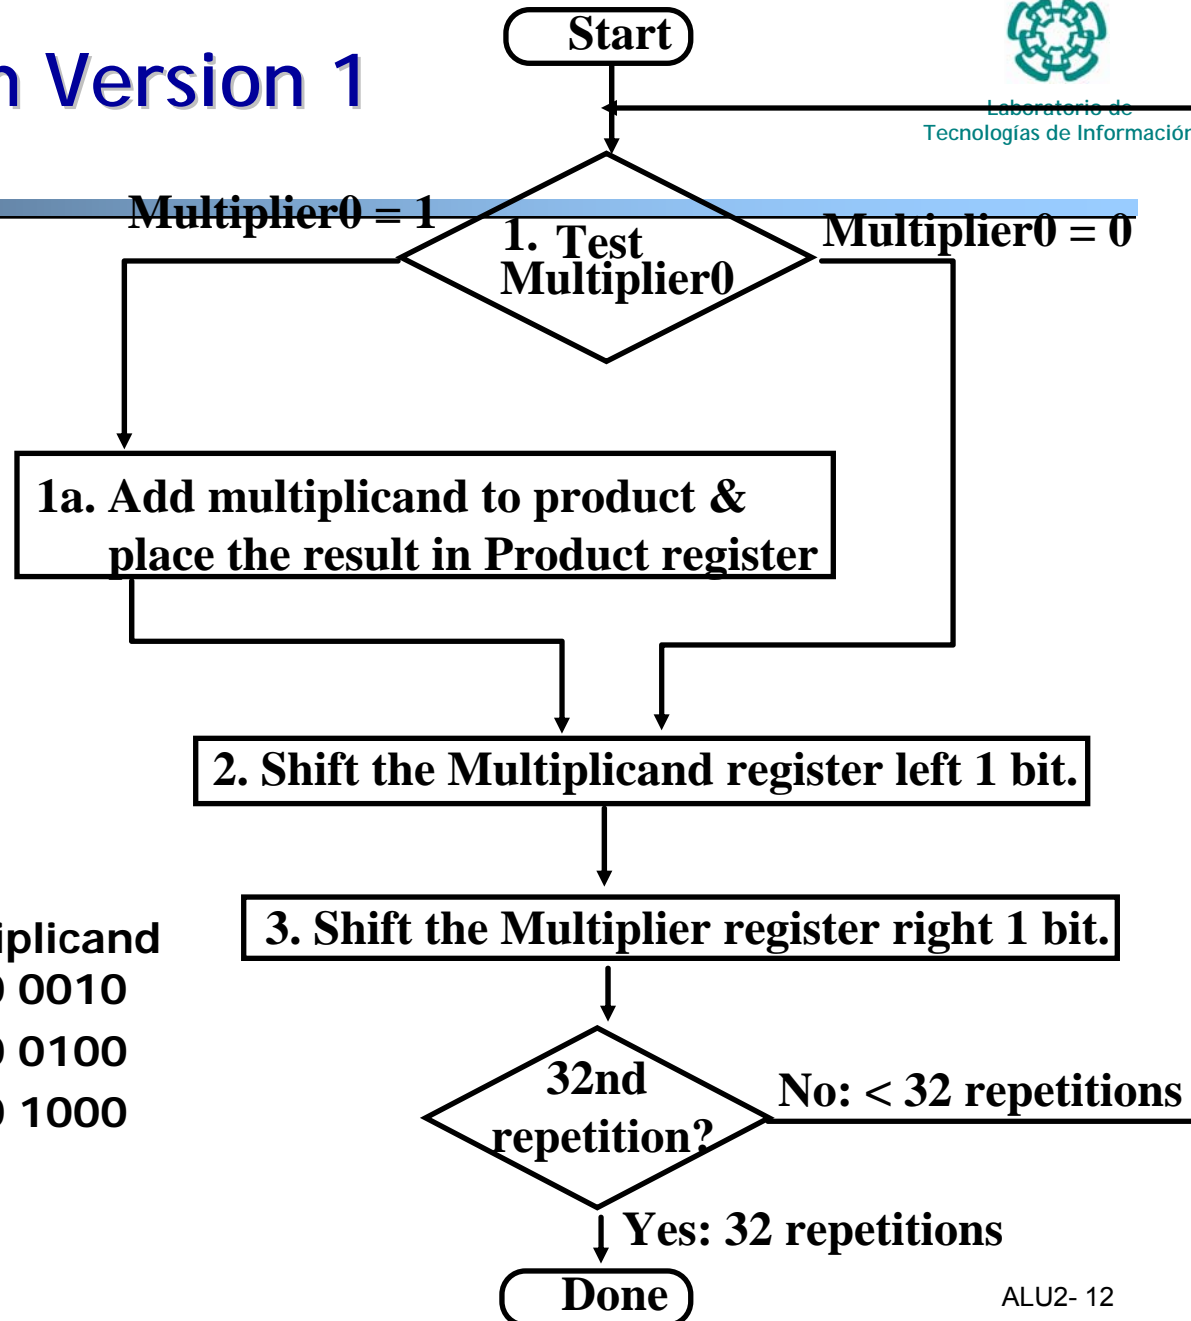 Start
n Version 1
Laboratorio de
Tecnologías de Información
Multiplier0 = 1
1. Test
Multiplier0
Multiplier0 = 0
1a. Add multiplicand to product &
place the result in Product register
2. Shift the Multiplicand register left 1 bit.
3. Shift the Multiplier register right 1 bit.
iplicand
0010
0100
1000
32nd
repetition?
No: < 32 repetitions
Yes: 32 repetitions
Done
ALU2- 12